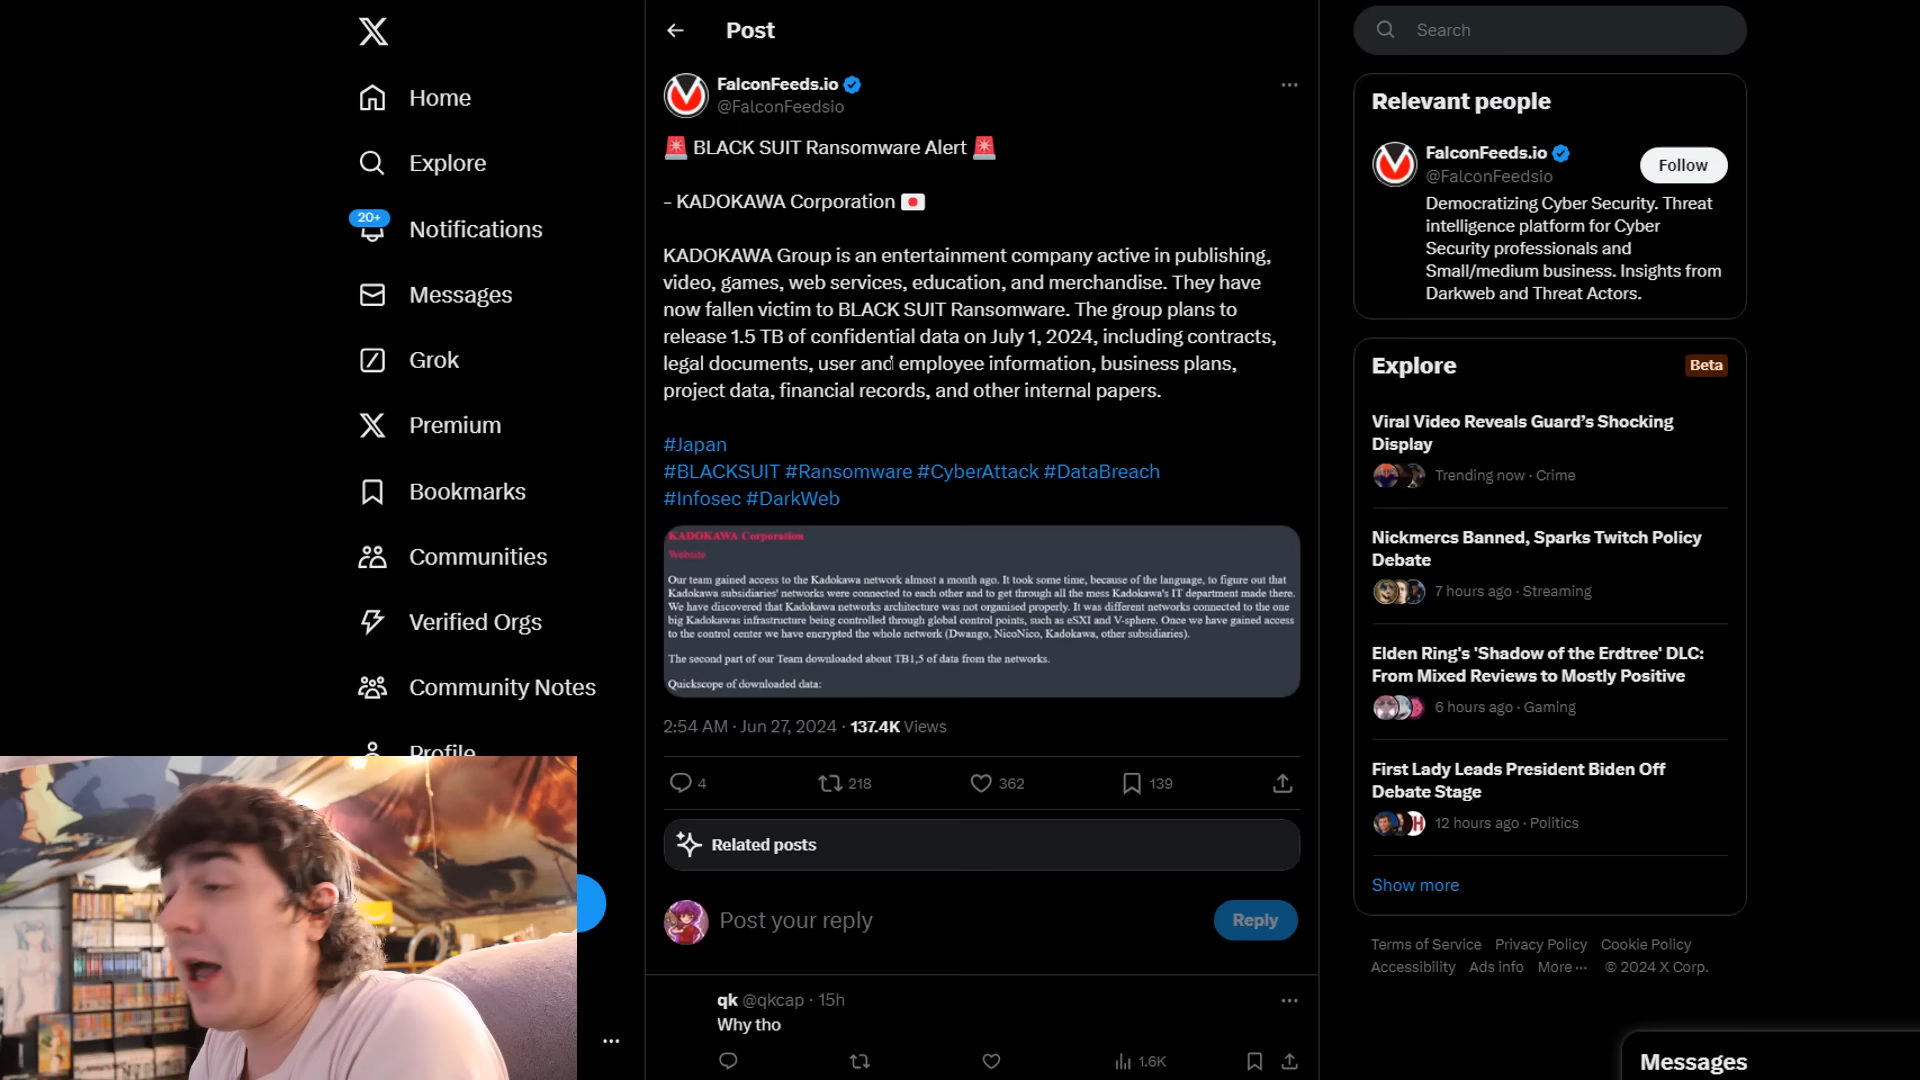 Home
Explore
20+
Notifications
Messages
Grok
Premium
Bookmarks
Communities
Verified Orgs
Community Notes
Profile
Post
FalconFeeds.io
@FalconFeedsio
🚨 BLACK SUIT Ransomware Alert 🚨
- KADOKAWA Corporation 🇯🇵
KADOKAWA Group is an entertainment company active in publishing,
video, games, web services, education, and merchandise. They have
now fallen victim to BLACK SUIT Ransomware. The group plans to
release 1.5 TB of confidential data on July 1, 2024, including contracts,
legal documents, user and employee information, business plans,
project data, financial records, and other internal papers.
#Japan
#BLACKSUIT #Ransomware #CyberAttack #DataBreach
#Infosec #DarkWeb
KADOKAWA Corporation
Website
Our team gained access to the Kadokawa network almost a month ago. It took some time, because of the language, to figure out that
Kadokawa subsidiaries' networks were connected to each other and to get through all the mess Kadokawa's IT department made there.
We have discovered that Kadokawa networks architecture was not organised properly. It was different networks connected to the one
big Kadokawas infrastructure being controlled through global control points, such as eSXI and V-sphere. Once we have gained access
to the control center we have encrypted the whole network (Dwango, NicoNico, Kadokawa, other subsidiaries).
The second part of our Team downloaded about TB1,5 of data from the networks.
Quickscope of downloaded data:
2:54 AM · Jun 27, 2024 · 137.4K Views
4
218
362
139
Related posts
Post your reply
Reply
qk @qkcap · 15h
Why tho
1.6K
Search
Relevant people
FalconFeeds.io
@FalconFeedsio
Follow
Democratizing Cyber Security. Threat
intelligence platform for Cyber
Security professionals and
Small/medium business. Insights from
Darkweb and Threat Actors.
Explore
Beta
Viral Video Reveals Guard’s Shocking
Display
Trending now · Crime
Nickmercs Banned, Sparks Twitch Policy
Debate
7 hours ago · Streaming
Elden Ring's 'Shadow of the Erdtree' DLC:
From Mixed Reviews to Mostly Positive
6 hours ago · Gaming
First Lady Leads President Biden Off
Debate Stage
12 hours ago · Politics
Show more
Terms of Service Privacy Policy Cookie Policy
Accessibility Ads info More ··· © 2024 X Corp.
Messages